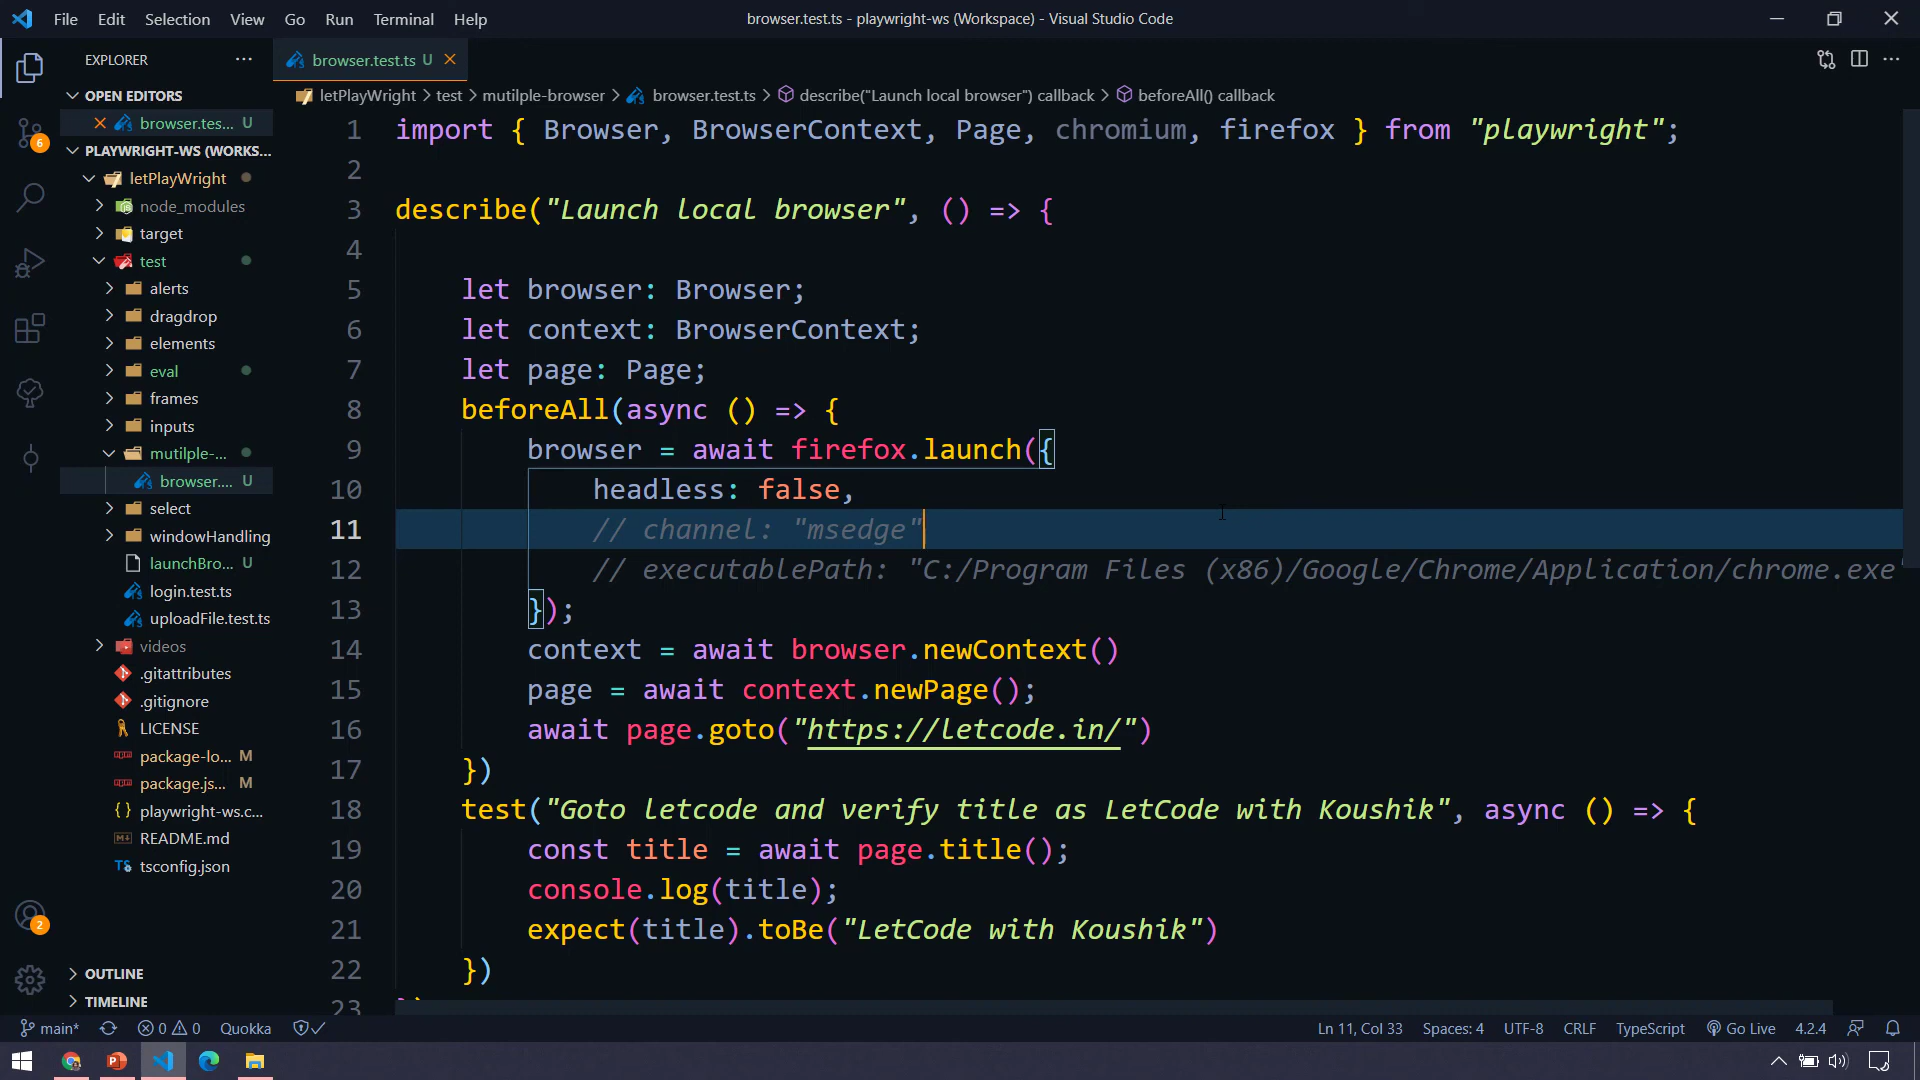 File Edit Selection View Go Run Terminal Help
browser.test.ts - playwright-ws (Workspace) - Visual Studio Code
EXPLORER
browser.test.ts U
OPEN EDITORS
browser.tes... U
PLAYWRIGHT-WS (WORKS...
letPlayWright
node_modules
target
test
alerts
dragdrop
elements
eval
frames
inputs
mutilple-...
browser.... U
select
windowHandling
launchBro... U
login.test.ts
uploadFile.test.ts
videos
.gitattributes
.gitignore
LICENSE
package-lo... M
package.js... M
playwright-ws.c...
README.md
tsconfig.json
OUTLINE
TIMELINE
6
2
letPlayWright > test > mutilple-browser > browser.test.ts > describe("Launch local browser") callback > beforeAll() callback
1 import { Browser, BrowserContext, Page, chromium, firefox } from "playwright";
2
3 describe("Launch local browser", () => {
4
5 let browser: Browser;
6 let context: BrowserContext;
7 let page: Page;
8 beforeAll(async () => {
9 browser = await firefox.launch({
10 headless: false,
11 // channel: "msedge"
12 // executablePath: "C:/Program Files (x86)/Google/Chrome/Application/chrome.exe
13 });
14 context = await browser.newContext()
15 page = await context.newPage();
16 await page.goto("https://letcode.in/")
17 })
18 test("Goto letcode and verify title as LetCode with Koushik", async () => {
19 const title = await page.title();
20 console.log(title);
21 expect(title).toBe("LetCode with Koushik")
22 })
23
main* 0 0 Quokka
Ln 11, Col 33 Spaces: 4 UTF-8 CRLF TypeScript Go Live 4.2.4